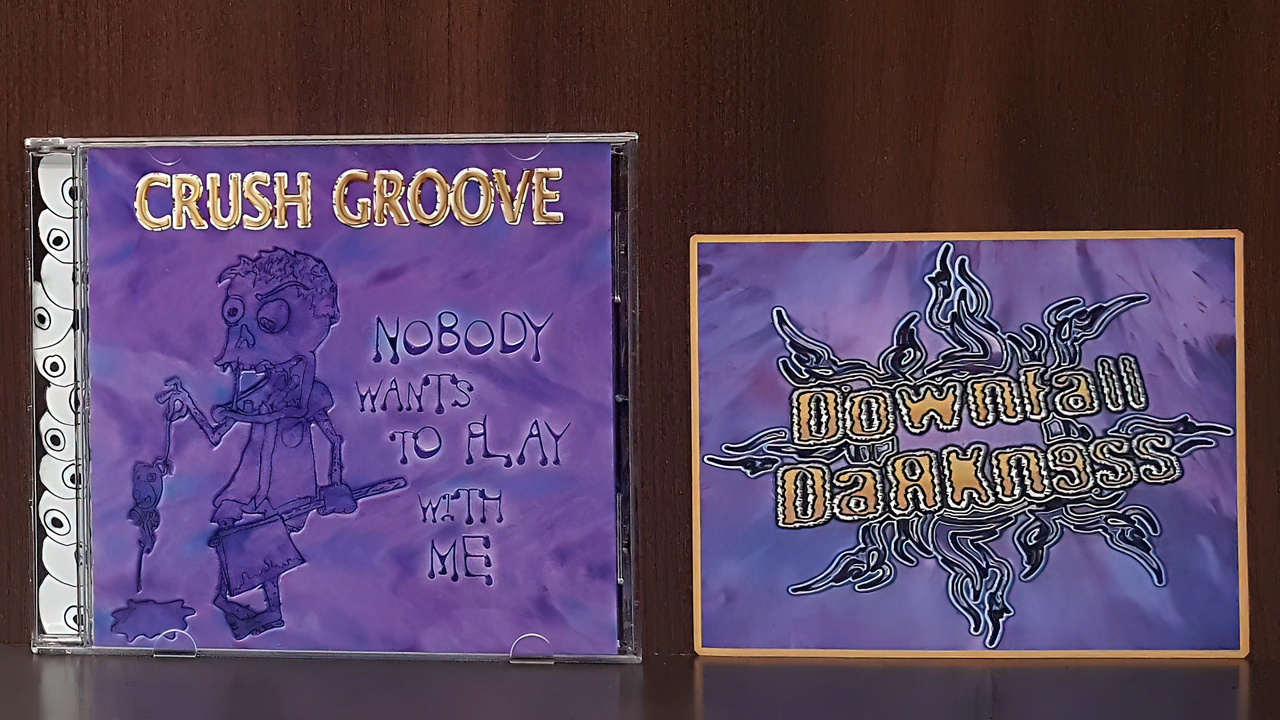 CRUSH GROOVE
NOBODY
WANTS
TO PLAY
WITH
ME
Downfall
Darkness